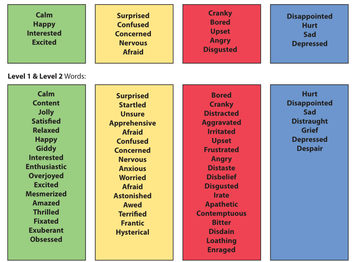 Calm
Happy
Interested
Excited
Surprised
Confused
Concerned
Nervous
Afraid
Cranky
Bored
Upset
Angry
Disgusted
Disappointed
Hurt
Sad
Depressed
Level 1 & Level 2 Words:
Calm
Content
Jolly
Satisfied
Relaxed
Happy
Giddy
Interested
Enthusiastic
Overjoyed
Excited
Mesmerized
Amazed
Thrilled
Fixated
Exuberant
Obsessed
Surprised
Startled
Unsure
Apprehensive
Afraid
Confused
Concerned
Nervous
Anxious
Worried
Afraid
Astonished
Awed
Terrified
Frantic
Hysterical
Bored
Cranky
Distracted
Aggravated
Irritated
Upset
Frustrated
Angry
Distaste
Disbelief
Disgusted
Irate
Apathetic
Contemptuous
Bitter
Disdain
Loathing
Enraged
Hurt
Disappointed
Sad
Distraught
Grief
Depressed
Despair